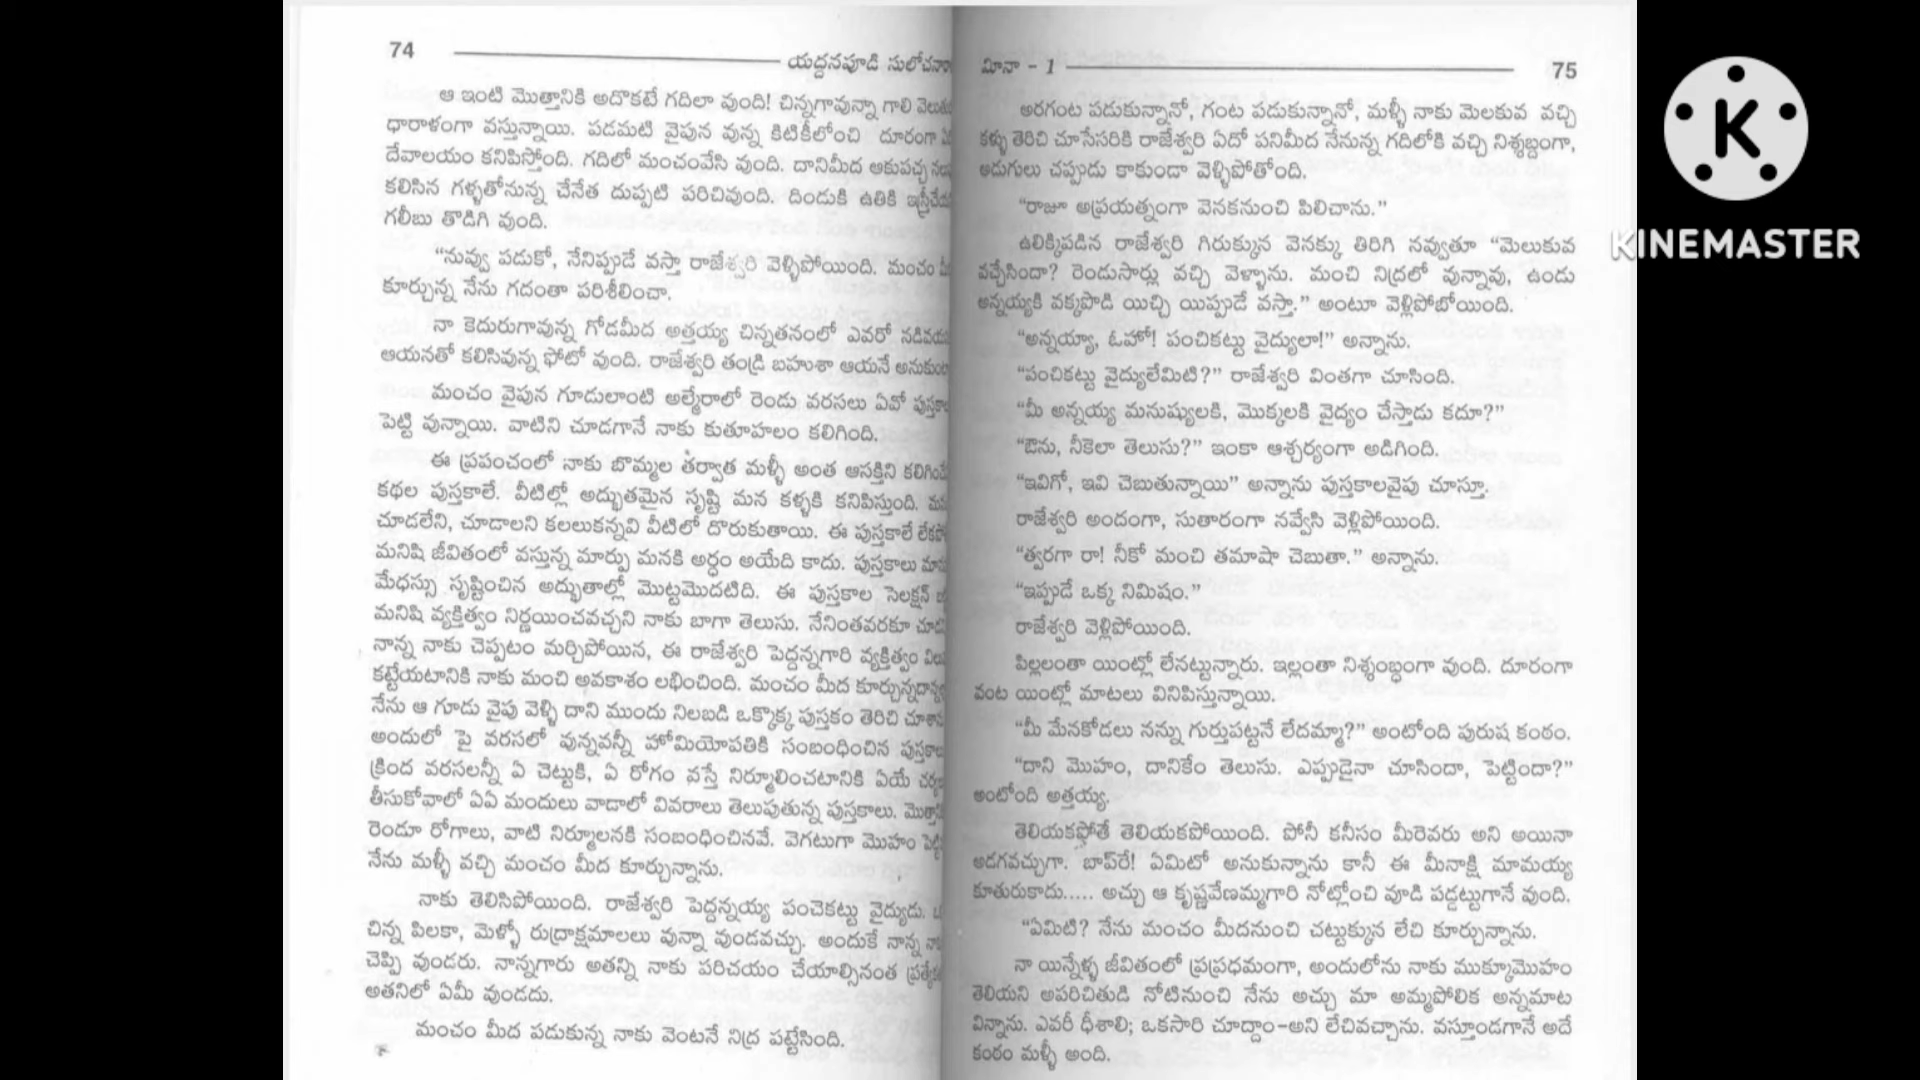 74
యద్దనపూడి
ఆ ఇంటి మొత్తానికి అదొకటే గదిలా వుంది! చిన్నగావున్నా గాలి
ధారాళంగా వస్తున్నాయి. పడమటి వైపున వున్న కిటికీలోంచి దూరంగా
దేవాలయం కనిపిస్తోంది. గదిలో మంచంవేసి వుంది. దానిమీద ఆకుపచ్చ
కలిసిన గళ్ళతోనున్న చేనేత దుప్పటి పరిచివుంది. దిండుకి ఉతికి
గలీబు తొడిగి వుంది.
“నువ్వు పడుకో, నేనిప్పుడే వస్తా రాజేశ్వరి వెళ్ళిపోయింది. మంచం
కూర్చున్న నేను గదంతా పరిశీలించా.
నా కెదురుగావున్న గోడమీద అత్తయ్య చిన్నతనంలో ఎవరో
ఆయనతో కలిసివున్న ఫోటో వుంది. రాజేశ్వరి తండ్రి బహుశా ఆయనే
మంచం వైపున గూడులాంటి అల్మేరాలో రెండు వరసలు ఏవో
పెట్టి వున్నాయి. వాటిని చూడగానే నాకు కుతూహలం కలిగింది.
ఈ ప్రపంచంలో నాకు బొమ్మల తర్వాత మళ్ళీ అంత ఆసక్తిని
కథల పుస్తకాలే. వీటిల్లో అద్భుతమైన సృష్టి మన కళ్ళకి కనిపిస్తుంది.
చూడలేని, చూడాలని కలలుకన్నవి వీటిలో దొరుకుతాయి. ఈ పుస్తకాలే
మనిషి జీవితంలో వస్తున్న మార్పు మనకి అర్థం అయేది కాదు. పుస్తకాలు
మేధస్సు సృష్టించిన అద్భుతాల్లో మొట్టమొదటిది. ఈ పుస్తకాల సెలక్షన్
మనిషి వ్యక్తిత్వం నిర్ణయించవచ్చని నాకు బాగా తెలుసు. నేనింతవరకూ
నాన్న నాకు చెప్పటం మర్చిపోయిన, ఈ రాజేశ్వరి పెద్దన్నగారి వ్యక్తిత్వం
కట్టేయటానికి నాకు మంచి అవకాశం లభించింది. మంచం మీద
నేను ఆ గూడు వైపు వెళ్ళి దాని ముందు నిలబడి ఒక్కొక్క పుస్తకం తెరిచి
అందులో పై వరసలో వున్నవన్నీ హోమియోపతికి సంబంధించిన
క్రింద వరసలన్నీ ఏ చెట్టుకి, ఏ రోగం వస్తే నిర్మూలించటానికి ఏయే
తీసుకోవాలో ఏఏ మందులు వాడాలో వివరాలు తెలుపుతున్న పుస్తకాలు.
రెండూ రోగాలు, వాటి నిర్మూలనకి సంబంధించినవే. వెగటుగా మొహం
నేను మళ్ళీ వచ్చి మంచం మీద కూర్చున్నాను.
నాకు తెలిసిపోయింది. రాజేశ్వరి పెద్దన్నయ్య పంచెకట్టు వైద్యుడు.
చిన్న పిలకా, మెళ్ళో రుద్రాక్షమాలలు వున్నా వుండవచ్చు. అందుకే నాన్న
చెప్పి వుండరు. నాన్నగారు అతన్ని నాకు పరిచయం చేయాల్సినంత
అతనిలో ఏమీ వుండదు.
మంచం మీద పడుకున్న నాకు వెంటనే నిద్ర పట్టేసింది.
మీనా - 1
75
అరగంట పడుకున్నానో, గంట పడుకున్నానో, మళ్ళీ నాకు మెలకువ వచ్చి
కళ్ళు తెరిచి చూసేసరికి రాజేశ్వరి ఏదో పనిమీద నేనున్న గదిలోకి వచ్చి నిశ్శబ్దంగా,
అడుగులు చప్పుడు కాకుండా వెళ్ళిపోతోంది.
“రాజూ అప్రయత్నంగా వెనకనుంచి పిలిచాను.”
ఉలిక్కిపడిన రాజేశ్వరి గిరుక్కున వెనక్కు తిరిగి నవ్వుతూ “మెలుకువ
వచ్చేసిందా? రెండుసార్లు వచ్చి వెళ్ళాను. మంచి నిద్రలో వున్నావు, ఉండు
అన్నయ్యకి వక్కపొడి యిచ్చి యిప్పుడే వస్తా.” అంటూ వెళ్లిపోబోయింది.
“అన్నయ్యా, ఓహో! పంచికట్టు వైద్యులా!” అన్నాను.
“పంచికట్టు వైద్యులేమిటి?” రాజేశ్వరి వింతగా చూసింది.
“మీ అన్నయ్య మనుష్యులకి, మొక్కలకి వైద్యం చేస్తాడు కదూ?”
“ఔను, నీకెలా తెలుసు?” ఇంకా ఆశ్చర్యంగా అడిగింది.
“ఇవిగో, ఇవి చెబుతున్నాయి” అన్నాను పుస్తకాలవైపు చూస్తూ.
రాజేశ్వరి అందంగా, సుతారంగా నవ్వేసి వెళ్లిపోయింది.
“త్వరగా రా! నీకో మంచి తమాషా చెబుతా.” అన్నాను.
“ఇప్పుడే ఒక్క నిమిషం.”
రాజేశ్వరి వెళ్లిపోయింది.
పిల్లలంతా యింట్లో లేనట్టున్నారు. ఇల్లంతా నిశ్శంబ్ధంగా వుంది. దూరంగా
వంట యింట్లో మాటలు వినిపిస్తున్నాయి.
“మీ మేనకోడలు నన్ను గుర్తుపట్టనే లేదమ్మా?” అంటోంది పురుష కంఠం.
“దాని మొహం, దానికేం తెలుసు. ఎప్పుడైనా చూసిందా, పెట్టిందా?”
అంటోంది అత్తయ్య.
తెలియకపోతే తెలియకపోయింది. పోనీ కనీసం మీరెవరు అని అయినా
అడగవచ్చుగా. బాప్‌రే! ఏమిటో అనుకున్నాను కానీ ఈ మీనాక్షి మామయ్య
కూతురుకాదు..... అచ్చు ఆ కృష్ణవేణమ్మగారి నోట్లోంచి వూడి పడ్డట్టుగానే వుంది.
“ఏమిటి? నేను మంచం మీదనుంచి చట్టుక్కున లేచి కూర్చున్నాను.
నా యిన్నేళ్ళ జీవితంలో ప్రప్రధమంగా, అందులోను నాకు ముక్కూమొహం
తెలియని అపరిచితుడి నోటినుంచి నేను అచ్చు మా అమ్మపోలిక అన్నమాట
విన్నాను. ఎవరీ ధీశాలి; ఒకసారి చూద్దాం-అని లేచివచ్చాను. వస్తూండగానే అదే
కంఠం మళ్ళీ అంది.
KINEMASTER